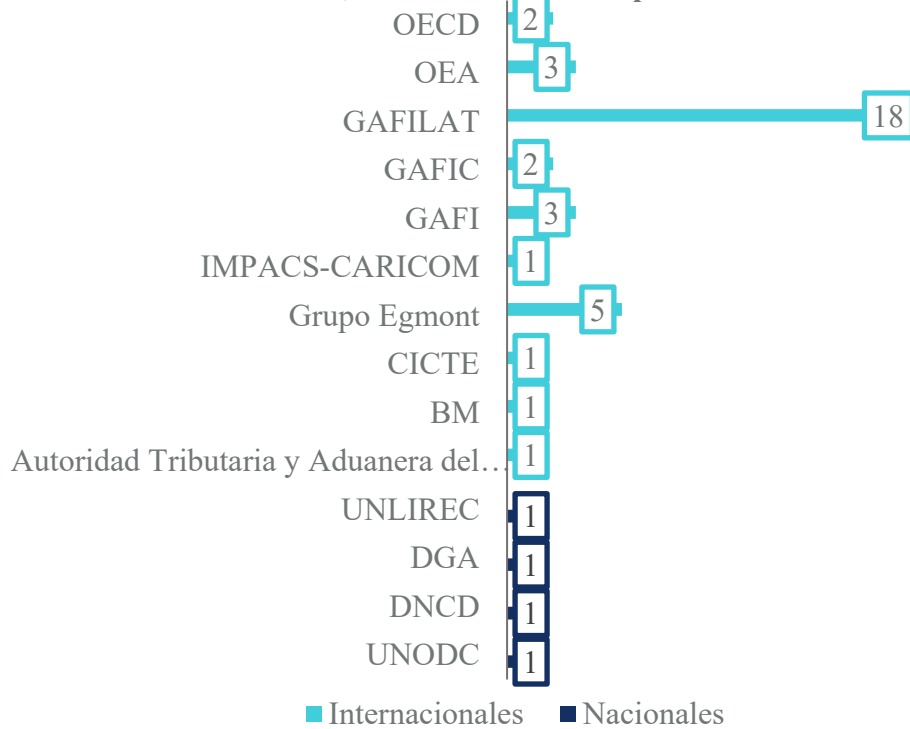 OECD 2
OEA 3
GAFILAT 18
GAFIC 2
GAFI 3
IMPACS-CARICOM 1
Grupo Egmont 5
CICTE 1
BM 1
Autoridad Tributaria y Aduanera del... 1
UNLIREC 1
DGA 1
DNCD 1
UNODC 1
Internacionales Nacionales